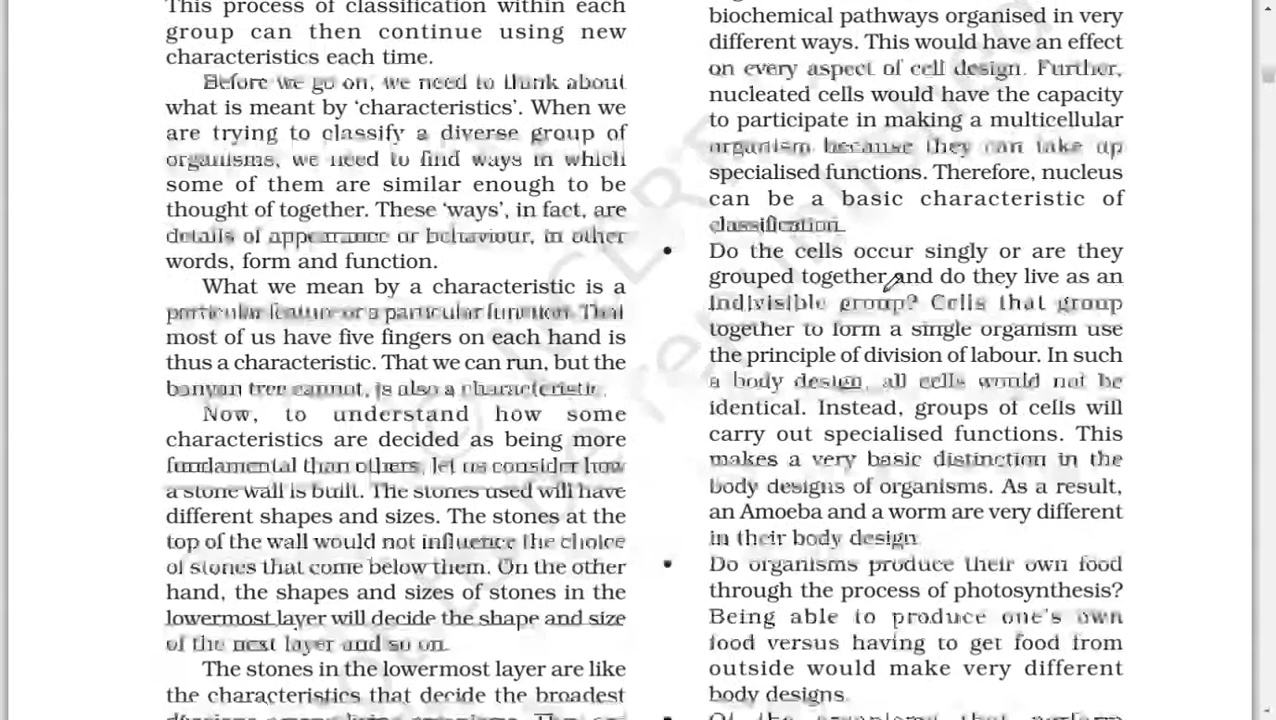 This process of classification within each
group can then continue using new
characteristics each time.
Before we go on, we need to think about
what is meant by ‘characteristics’. When we
are trying to classify a diverse group of
organisms, we need to find ways in which
some of them are similar enough to be
thought of together. These ‘ways’, in fact, are
details of appearance or behaviour, in other
words, form and function.
What we mean by a characteristic is a
particular feature or a particular function. That
most of us have five fingers on each hand is
thus a characteristic. That we can run, but the
banyan tree cannot, is also a characteristic.
Now, to understand how some
characteristics are decided as being more
fundamental than others, let us consider how
a stone wall is built. The stones used will have
different shapes and sizes. The stones at the
top of the wall would not influence the choice
of stones that come below them. On the other
hand, the shapes and sizes of stones in the
lowermost layer will decide the shape and size
of the next layer and so on.
The stones in the lowermost layer are like
the characteristics that decide the broadest
biochemical pathways organised in very
different ways. This would have an effect
on every aspect of cell design. Further,
nucleated cells would have the capacity
to participate in making a multicellular
organism because they can take up
specialised functions. Therefore, nucleus
can be a basic characteristic of
classification.
• Do the cells occur singly or are they
grouped together and do they live as an
indivisible group? Cells that group
together to form a single organism use
the principle of division of labour. In such
a body design, all cells would not be
identical. Instead, groups of cells will
carry out specialised functions. This
makes a very basic distinction in the
body designs of organisms. As a result,
an Amoeba and a worm are very different
in their body design.
• Do organisms produce their own food
through the process of photosynthesis?
Being able to produce one's own
food versus having to get food from
outside would make very different
body designs.
• Of the organisms that perform